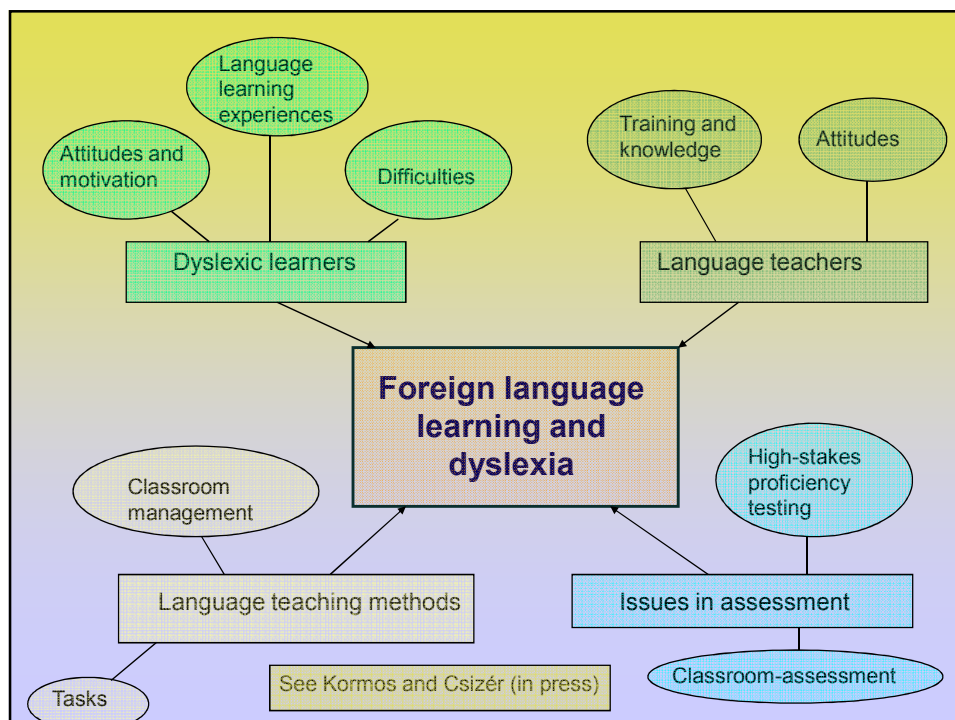 Language
learning
experiences
Attitudes and
motivation
Difficulties
Dyslexic learners
Training and
knowledge
Attitudes
Language teachers
Foreign language
learning and
dyslexia
Classroom
management
Language teaching methods
Tasks
High-stakes
proficiency
testing
Issues in assessment
Classroom-assessment
See Kormos and Csizér (in press)